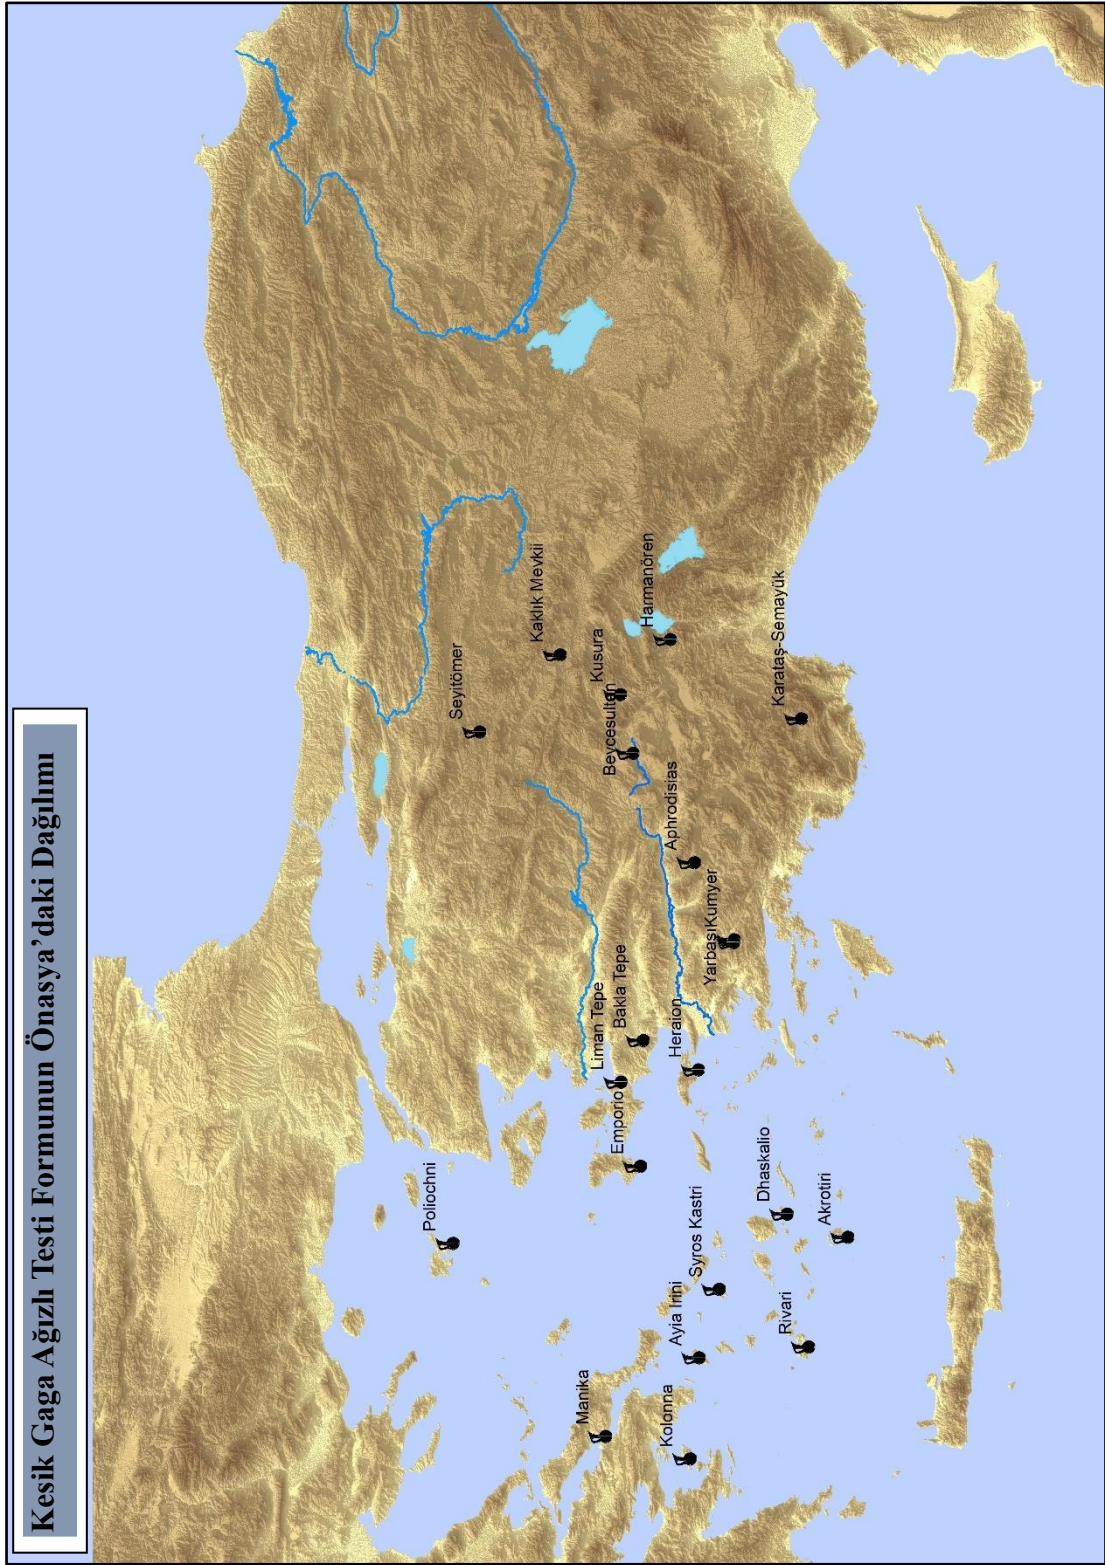 Kesik Gaga Ağızlı Testi Formunun Önasya’daki Dağılımı
Poliochni
Seyitömer
Kaklık Mevkii
Manika
Emporio
Liman Tepe
Bakla Tepe
Beycesultan
Kusura
Harmanören
Kolonna
Ayia Irini
Syros Kastri
Heraion
Aphrodisias
Yarbaşı
Kumyer
Rivari
Dhaskalio
Akrotiri
Karataş-Semayük